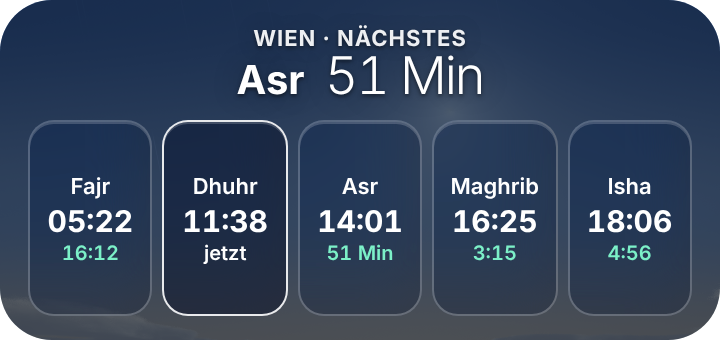 WIEN · NÄCHSTES
Asr 51 Min
Fajr
05:22
16:12
Dhuhr
11:38
jetzt
Asr
14:01
51 Min
Maghrib
16:25
3:15
Isha
18:06
4:56